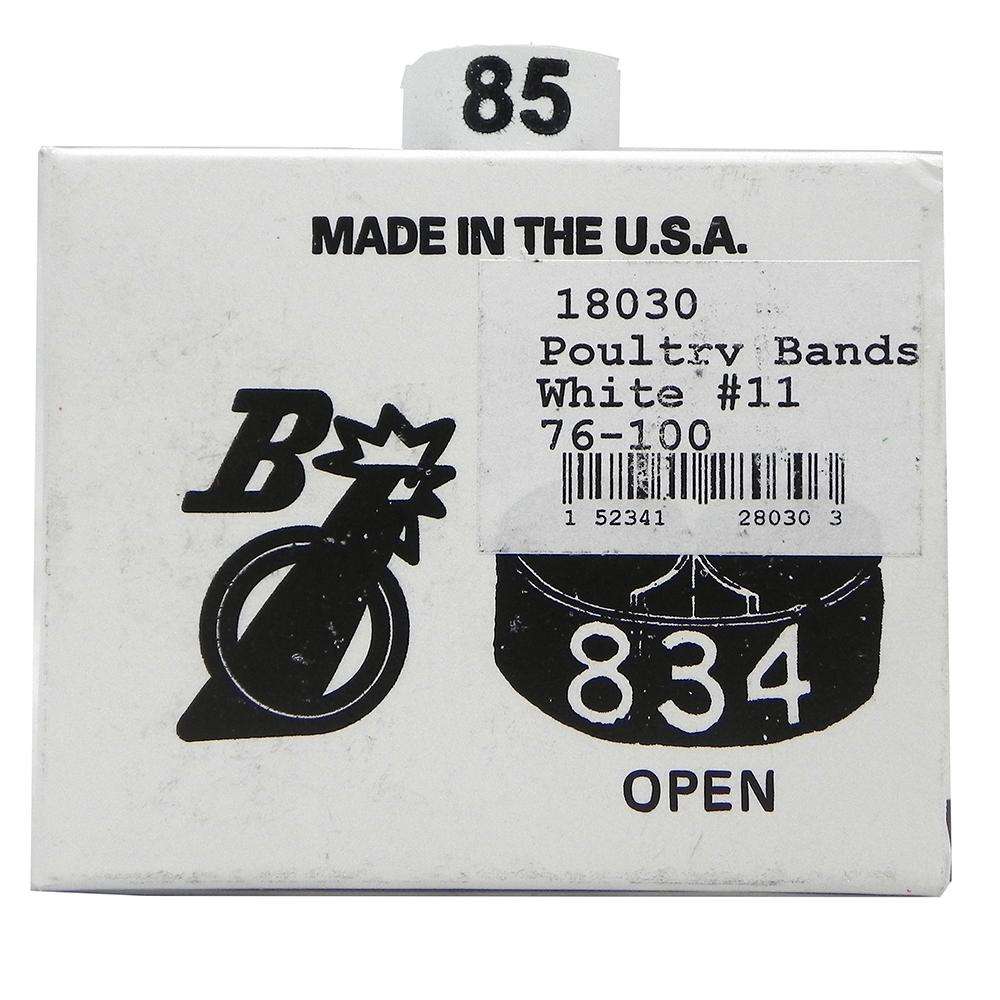 85
MADE IN THE U.S.A.
18030
Poultry Bands
White #11
76-100
1 52341 28030 3
B
834
OPEN